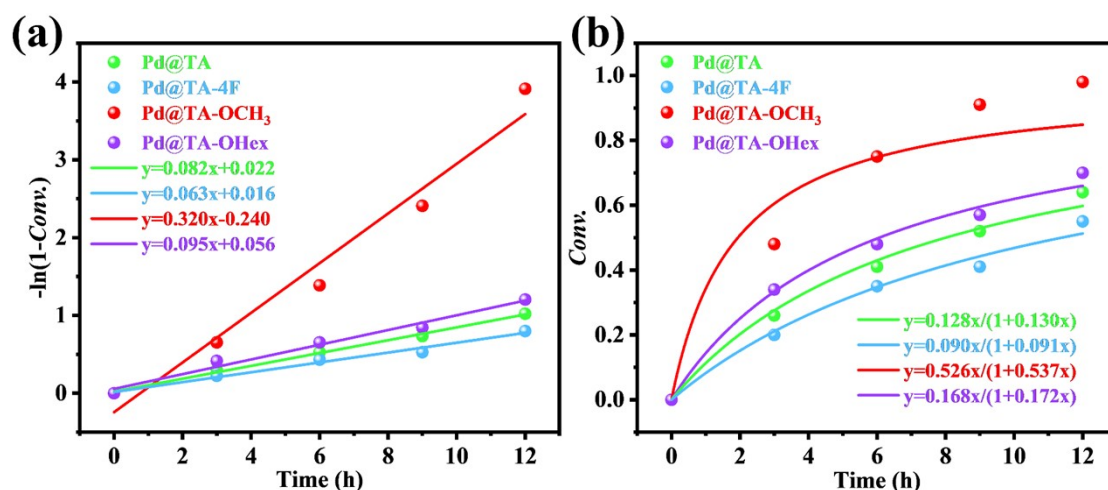 (a)
-ln(1-Conv.)
4
3
2
1
0
Pd@TA
Pd@TA-4F
Pd@TA-OCH₃
Pd@TA-OHex
y=0.082x+0.022
y=0.063x+0.016
y=0.320x-0.240
y=0.095x+0.056
0 2 4 6 8 10 12
Time (h)
(b)
Conv.
1.0
0.8
0.6
0.4
0.2
0.0
Pd@TA
Pd@TA-4F
Pd@TA-OCH₃
Pd@TA-OHex
y=0.128x/(1+0.130x)
y=0.090x/(1+0.091x)
y=0.526x/(1+0.537x)
y=0.168x/(1+0.172x)
0 2 4 6 8 10 12
Time (h)